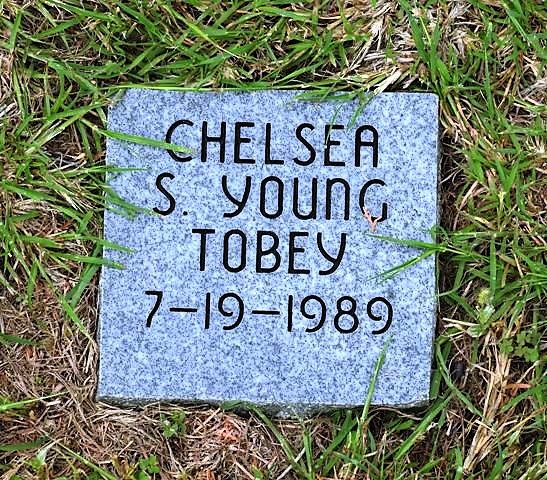 CHELSEA
S. YOUNG
TOBEY
7-19-1989